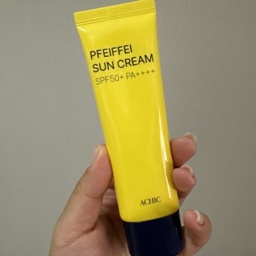 PFEIFFEI
SUN CREAM
SPF50+ PA++++
ACHIC